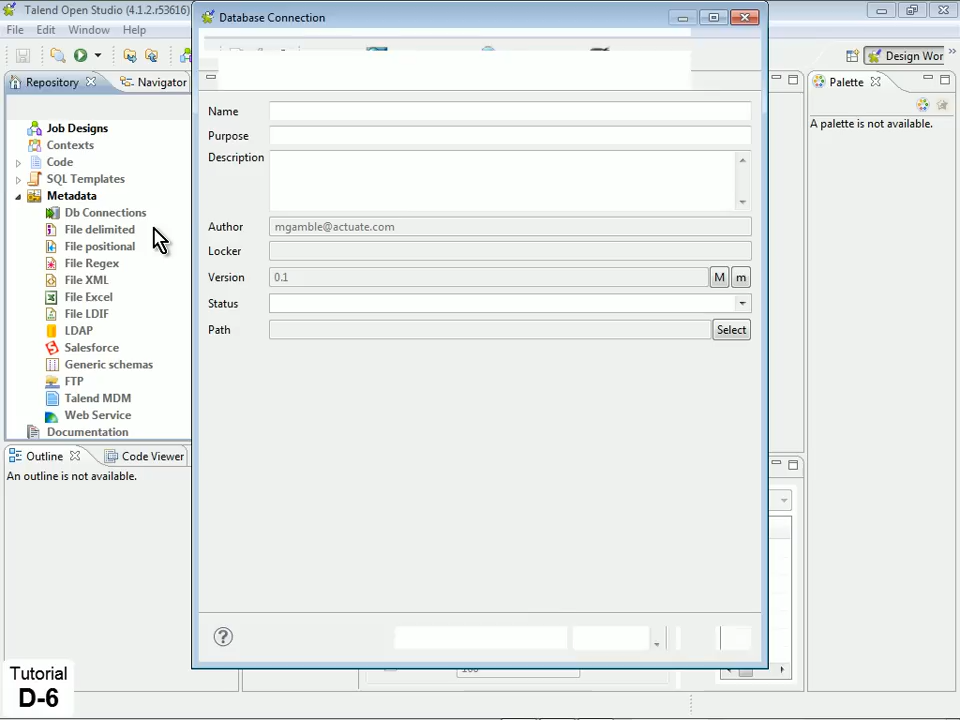 Talend Open Studio (4.1.2.r53616)
Database Connection
File Edit Window Help
Design Wor
Repository
Navigator
Palette
A palette is not available.
Job Designs
Contexts
Code
SQL Templates
Metadata
Db Connections
File delimited
File positional
File Regex
File XML
File Excel
File LDIF
LDAP
Salesforce
Generic schemas
FTP
Talend MDM
Web Service
Documentation
Name
Purpose
Description
Author mgamble@actuate.com
Locker
Version 0.1 M m
Status
Path Select
Outline
Code Viewer
An outline is not available.
?
Tutorial
D-6